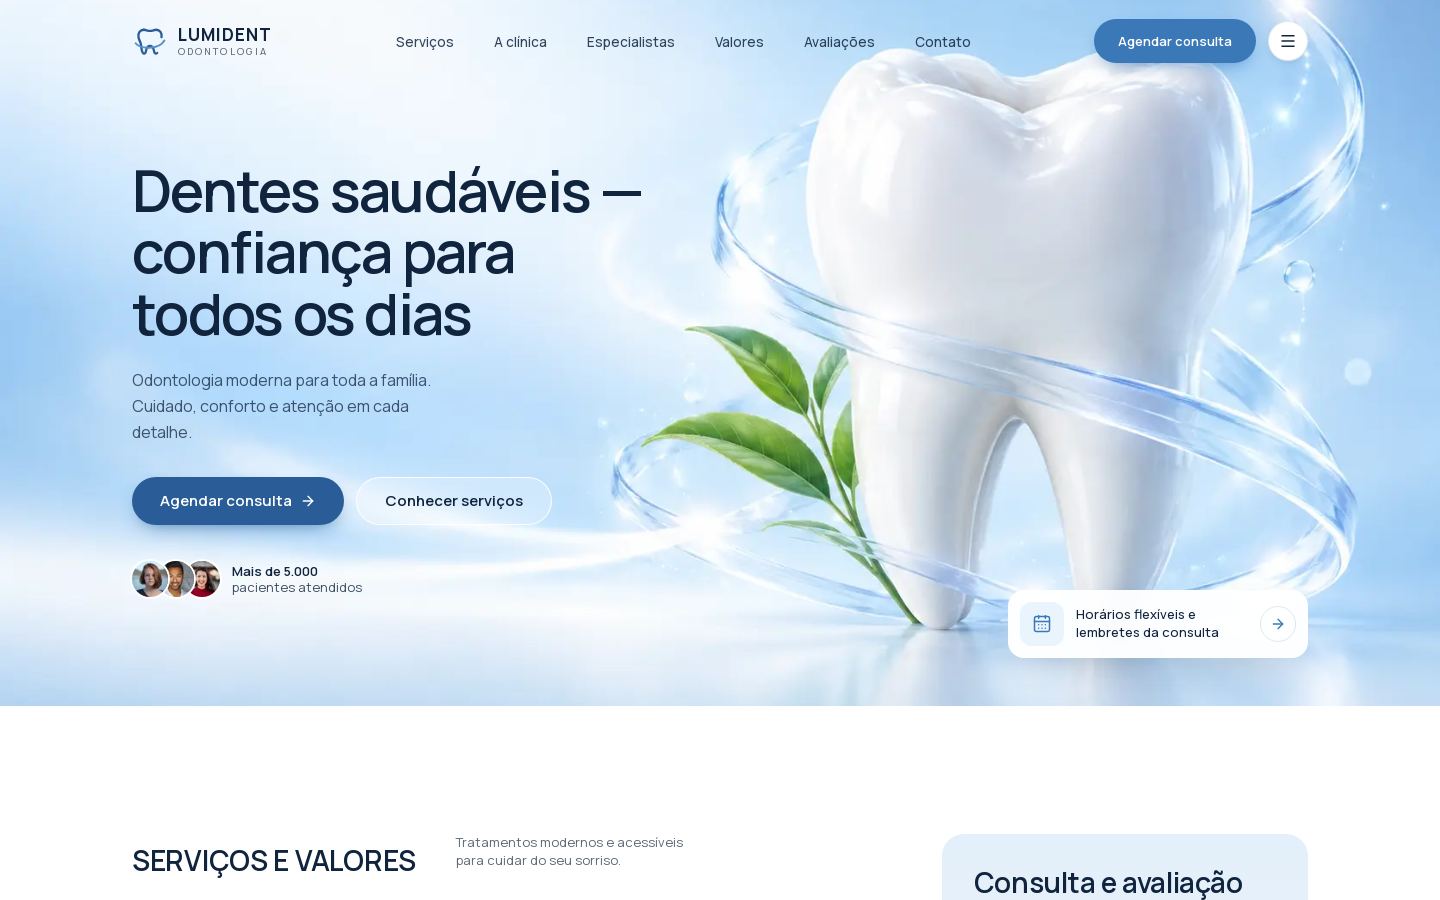 LUMIDENT
ODONTOLOGIA
Serviços
A clínica
Especialistas
Valores
Avaliações
Contato
Agendar consulta
Dentes saudáveis —
confiança para
todos os dias
Odontologia moderna para toda a família.
Cuidado, conforto e atenção em cada
detalhe.
Agendar consulta
Conhecer serviços
Mais de 5.000
pacientes atendidos
Horários flexíveis e
lembretes da consulta
SERVIÇOS E VALORES
Tratamentos modernos e acessíveis
para cuidar do seu sorriso.
Consulta e avaliação